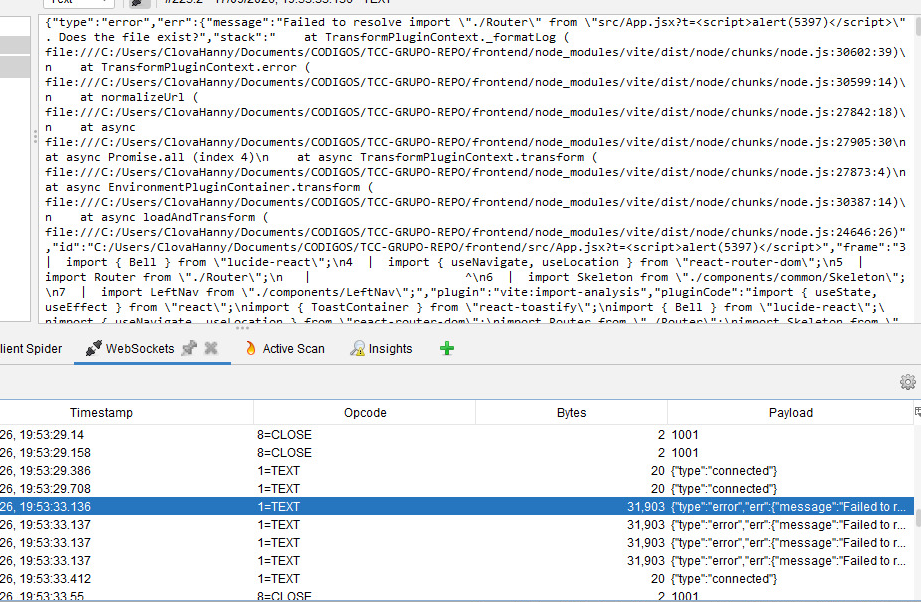 {"type":"error","err":{"message":"Failed to resolve import \"./Router\" from \"src/App.jsx?t=<script>alert(5397)</script>\"
. Does the file exist?","stack":"    at TransformPluginContext._formatLog (
file:///C:/Users/ClovaHanny/Documents/CODIGOS/TCC-GRUPO-REPO/frontend/node_modules/vite/dist/node/chunks/node.js:30602:39)\
n    at TransformPluginContext.error (
file:///C:/Users/ClovaHanny/Documents/CODIGOS/TCC-GRUPO-REPO/frontend/node_modules/vite/dist/node/chunks/node.js:30599:14)\
n    at normalizeUrl (
file:///C:/Users/ClovaHanny/Documents/CODIGOS/TCC-GRUPO-REPO/frontend/node_modules/vite/dist/node/chunks/node.js:27842:18)\
n    at async
file:///C:/Users/ClovaHanny/Documents/CODIGOS/TCC-GRUPO-REPO/frontend/node_modules/vite/dist/node/chunks/node.js:27905:30\n
at async Promise.all (index 4)\n    at async TransformPluginContext.transform (
file:///C:/Users/ClovaHanny/Documents/CODIGOS/TCC-GRUPO-REPO/frontend/node_modules/vite/dist/node/chunks/node.js:27873:4)\n
at async EnvironmentPluginContainer.transform (
file:///C:/Users/ClovaHanny/Documents/CODIGOS/TCC-GRUPO-REPO/frontend/node_modules/vite/dist/node/chunks/node.js:30387:14)\
n    at async loadAndTransform (
file:///C:/Users/ClovaHanny/Documents/CODIGOS/TCC-GRUPO-REPO/frontend/node_modules/vite/dist/node/chunks/node.js:24646:26)"
,"id":"C:/Users/ClovaHanny/Documents/CODIGOS/TCC-GRUPO-REPO/frontend/src/App.jsx?t=<script>alert(5397)</script>","frame":"3
|  import { Bell } from \"lucide-react\";\n4  |  import { useNavigate, useLocation } from \"react-router-dom\";\n5  |
import Router from \"./Router\";\n   |                      ^\n6  |  import Skeleton from \"./components/common/Skeleton\";
\n7  |  import LeftNav from \"./components/LeftNav\";","plugin":"vite:import-analysis","pluginCode":"import { useState,
useEffect } from \"react\";\nimport { ToastContainer } from \"react-toastify\";\nimport { Bell } from \"lucide-react\";\
nimport { useNavigate, useLocation } from \"react-router-dom\";\nimport Router from \"./Router\";\nimport Skeleton from \"
lient Spider WebSockets Active Scan Insights
Timestamp Opcode Bytes Payload
26, 19:53:29.14 8=CLOSE 2 1001
26, 19:53:29.158 8=CLOSE 2 1001
26, 19:53:29.386 1=TEXT 20 {"type":"connected"}
26, 19:53:29.708 1=TEXT 20 {"type":"connected"}
26, 19:53:33.136 1=TEXT 31,903 {"type":"error","err":{"message":"Failed to r...
26, 19:53:33.137 1=TEXT 31,903 {"type":"error","err":{"message":"Failed to r...
26, 19:53:33.137 1=TEXT 31,903 {"type":"error","err":{"message":"Failed to r...
26, 19:53:33.137 1=TEXT 31,903 {"type":"error","err":{"message":"Failed to r...
26, 19:53:33.412 1=TEXT 20 {"type":"connected"}
26, 19:53:33.55 8=CLOSE 2 1001